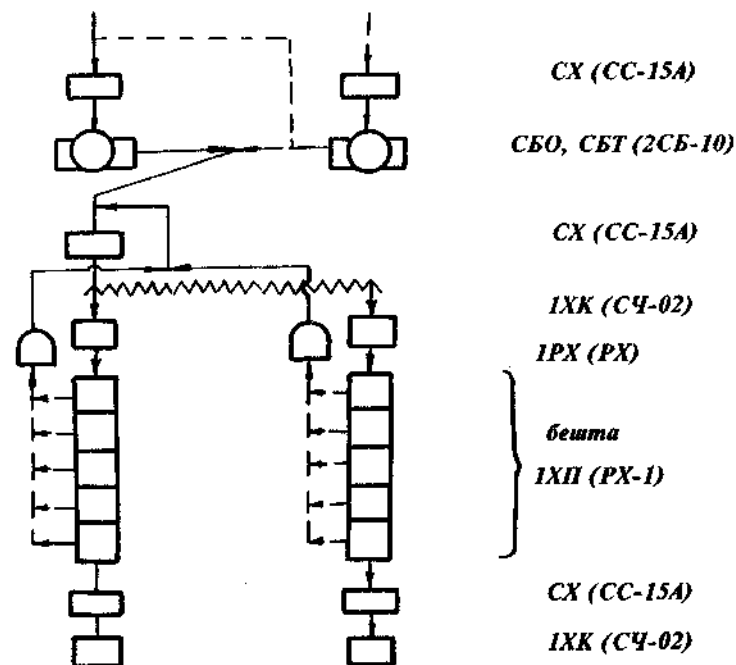 СХ (СС-15А)
СБО, СБТ (2СБ-10)
СХ (СС-15А)
1ХК (СЧ-02)
1РХ (РХ)
бешта
1ХП (РХ-1)
СХ (СС-15А)
1ХК (СЧ-02)